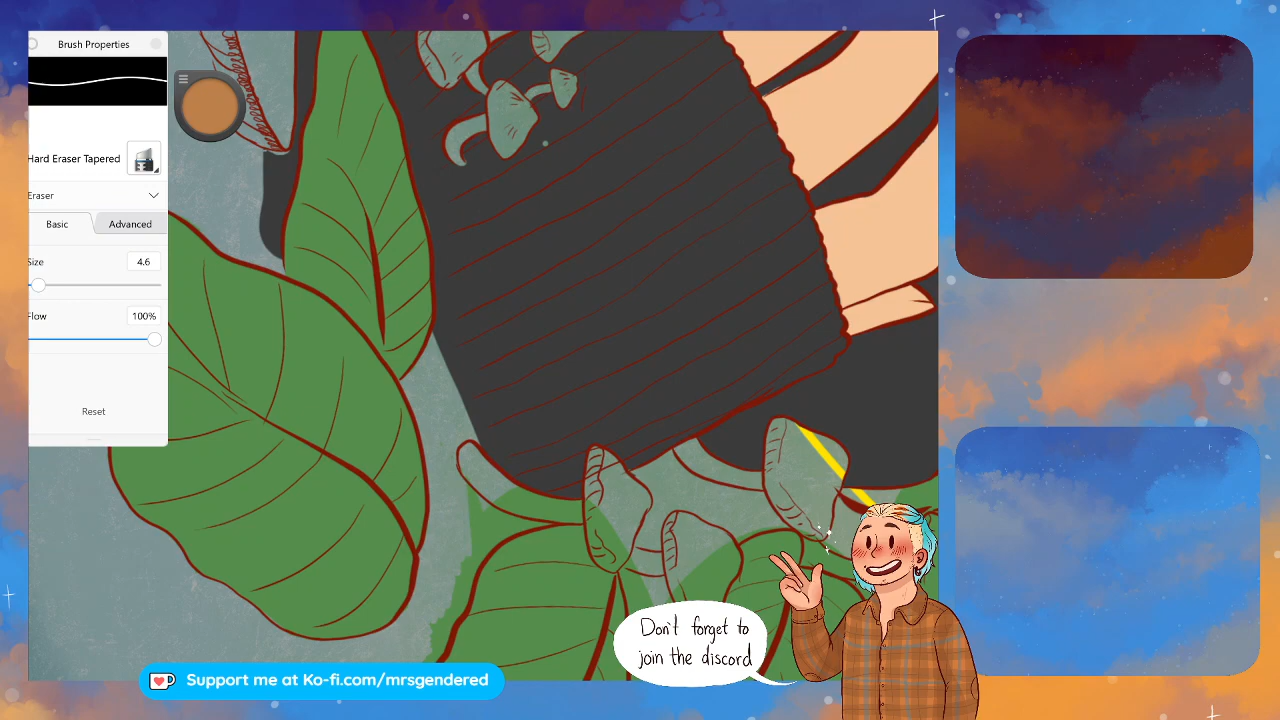 Brush Properties
Hard Eraser Tapered
Eraser
Basic
Advanced
Size
4.6
Flow
100%
Reset
Don't forget to
join the discord
Support me at Ko-fi.com/mrsgendered